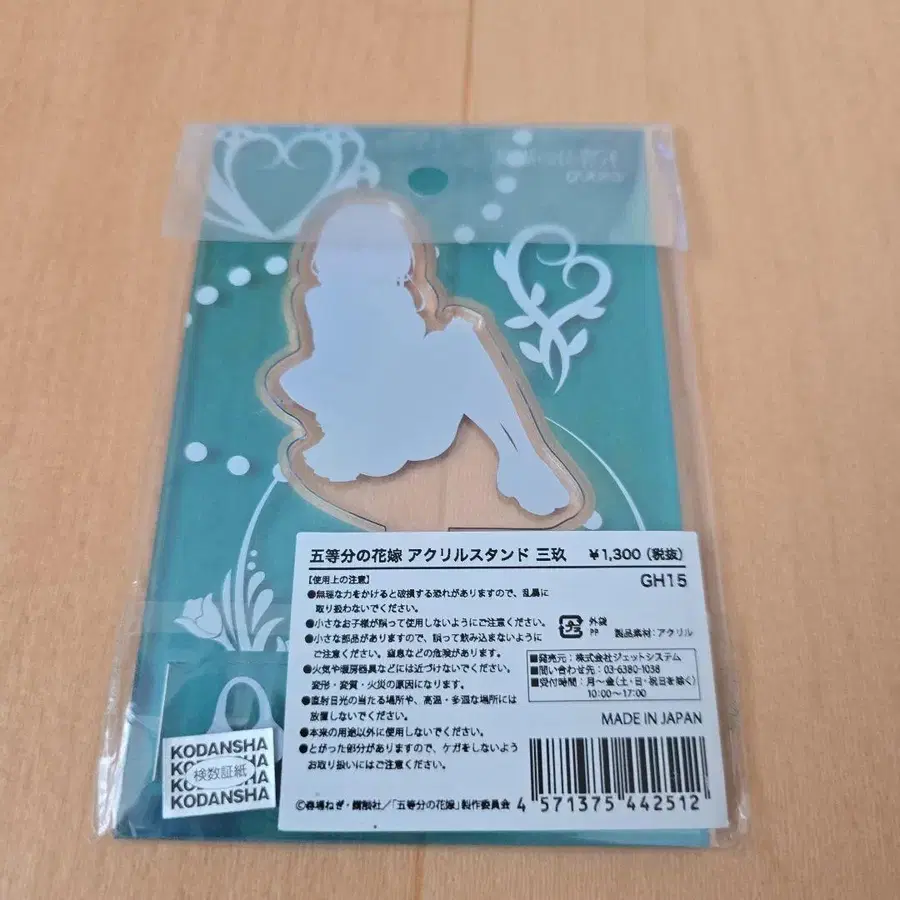 五等分の花嫁 アクリルスタンド 三玖 ¥1,300(税抜)
GH15
【使用上の注意】
●無理な力をかけると破損する恐れがありますので、乱暴に
取り扱わないでください。
●小さなお子様が誤って使用しないようにご注意ください。
●小さな部品がありますので、誤って飲み込まないように
ご注意ください。窒息などの危険があります。
●火気や暖房器具などには近づけないでください。
変形・変質・火災の原因になります。
●直射日光の当たる場所や、高温・多湿な場所には
放置しないでください。
●本来の用途以外に使用しないでください。
●とがった部分がありますので、ケガをしないよう
お取り扱いにはご注意ください。
プラ 外袋 PP 製品素材:アクリル
■発売元:株式会社ジェットシステム
■問い合わせ先:03-6380-1038
■受付時間:月〜金(土・日・祝日を除く)
10:00〜17:00
MADE IN JAPAN
©春場ねぎ・講談社/「五等分の花嫁」製作委員会
4 571375 442512
KODANSHA
KODANSHA
検数証紙
KODANSHA
KODANSHA